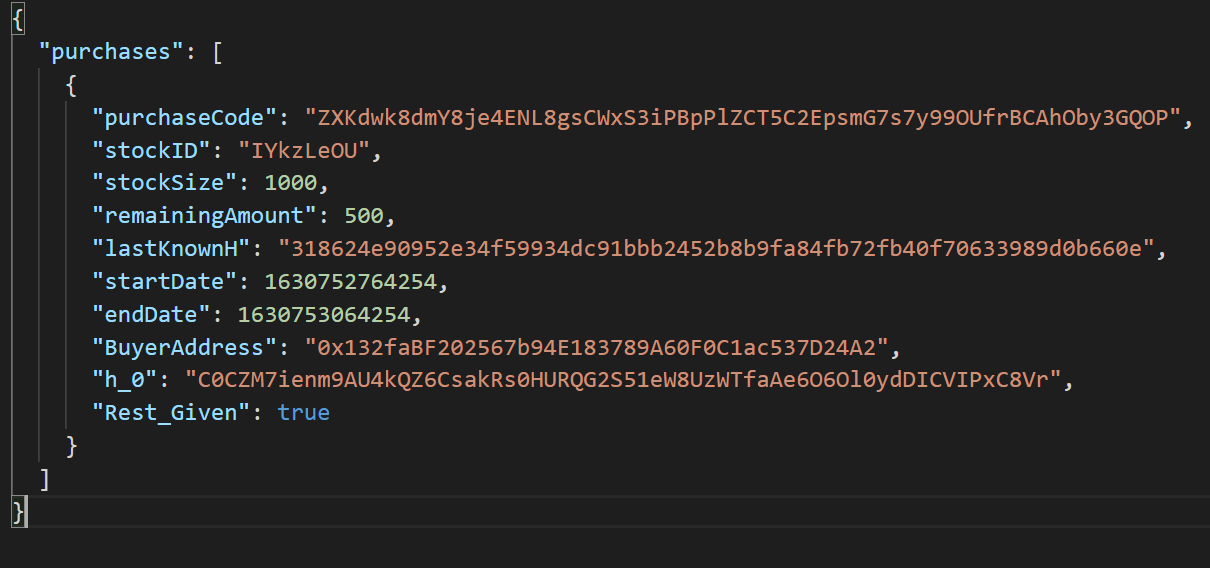 {
"purchases": [
{
"purchaseCode": "ZXKdwk8dmY8je4ENL8gsCWxS3iPBpPlZCT5C2EpsmG7s7y99OUfrBCAhOby3GQOP",
"stockID": "IYkzLeOU",
"stockSize": 1000,
"remainingAmount": 500,
"lastKnownH": "318624e90952e34f59934dc91bbb2452b8b9fa84fb72fb40f70633989d0b660e",
"startDate": 1630752764254,
"endDate": 1630753064254,
"BuyerAddress": "0x132faBF202567b94E183789A60F0C1ac537D24A2",
"h_0": "C0CZM7ienm9AU4kQZ6CsakRs0HURQG2S51eW8UzWTfaAe6O6Ol0ydDICVIPxC8Vr",
"Rest_Given": true
}
]
}